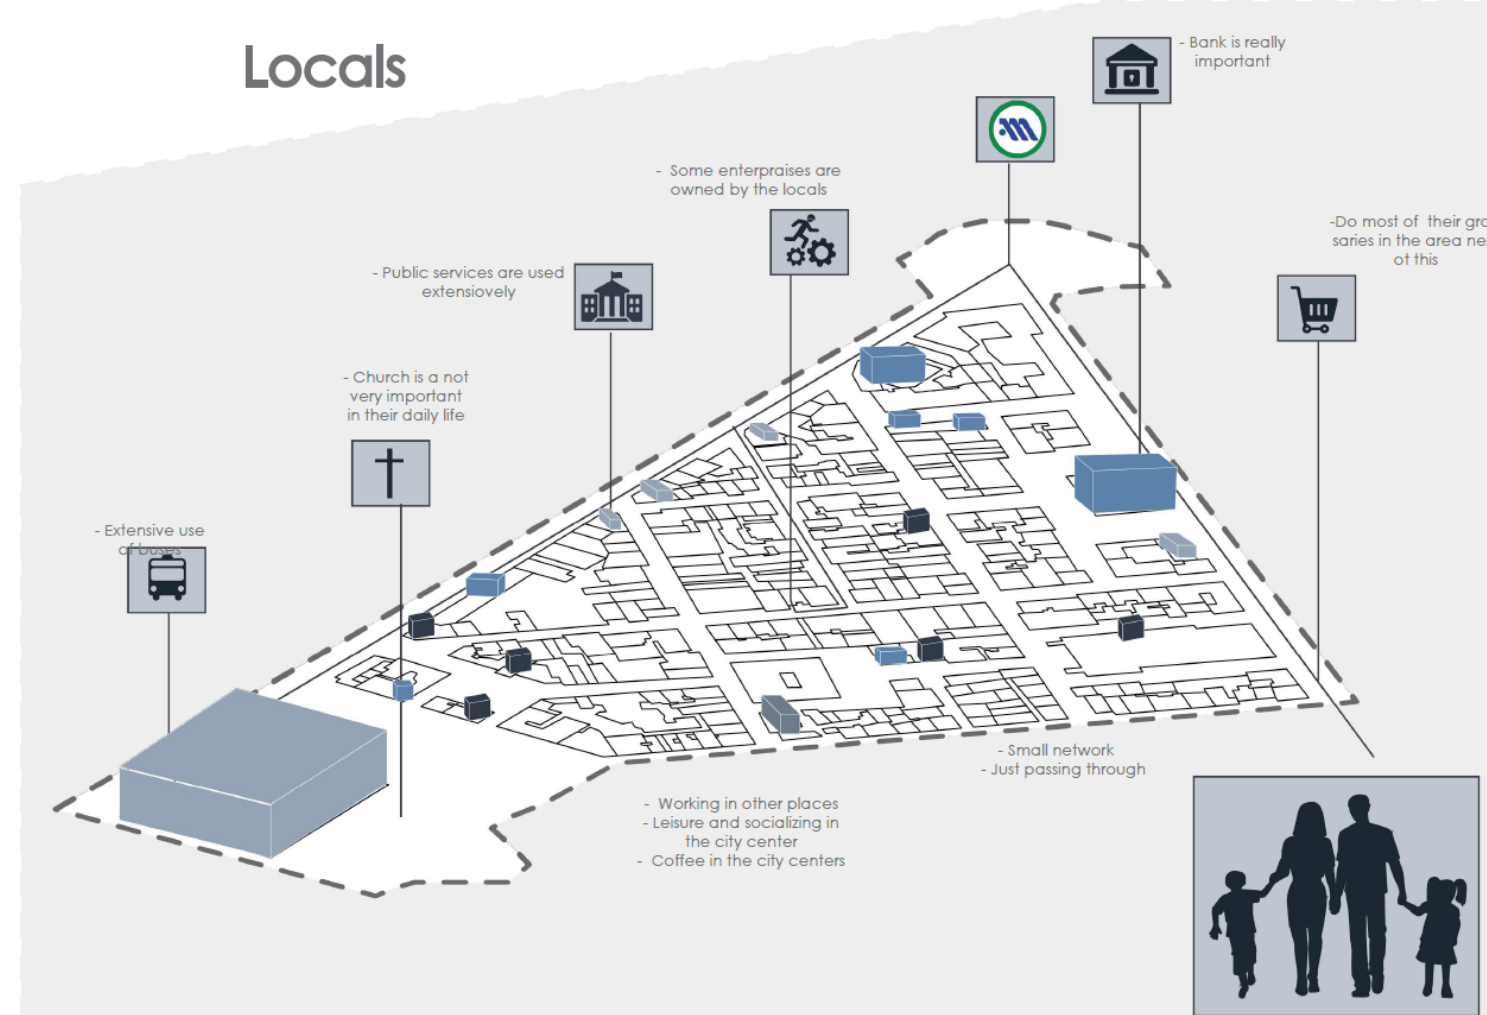 Locals
- Bank is really
important
- Some enterpraises are
owned by the locals
-Do most of their gro
saries in the area ne
ot this
- Public services are used
extensiovely
- Church is a not
very important
in their daily life
- Extensive use
of buses
- Small network
- Just passing through
- Working in other places
- Leisure and socializing in
the city center
- Coffee in the city centers